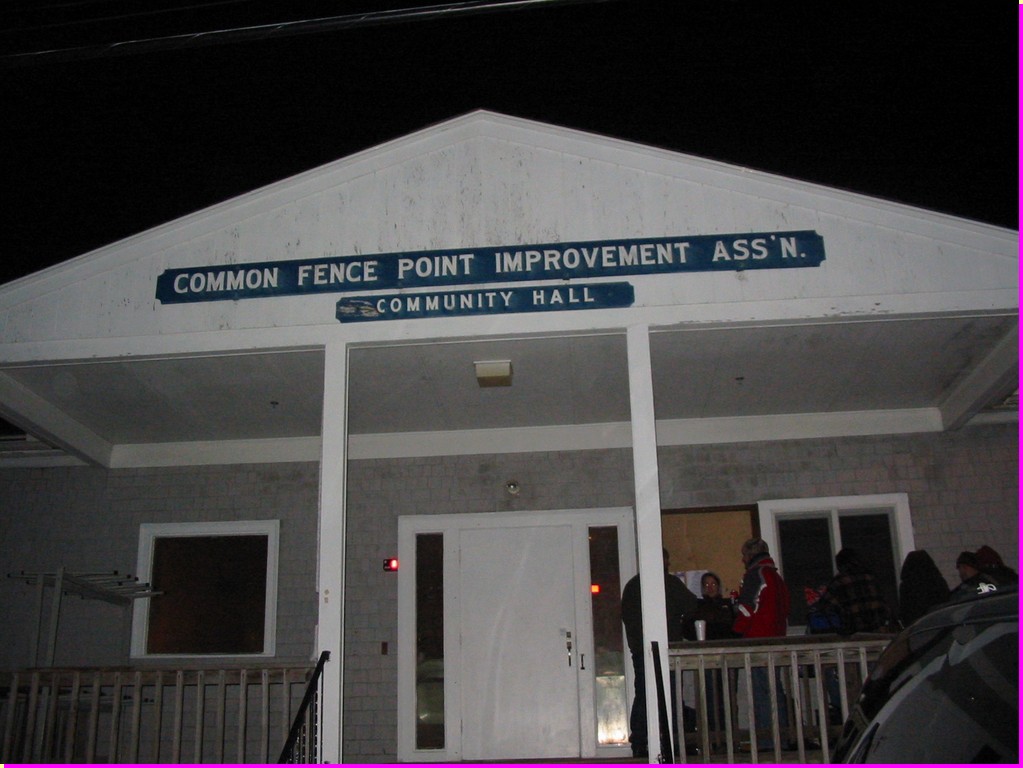 COMMON FENCE POINT IMPROVEMENT ASS'N.
COMMUNITY HALL